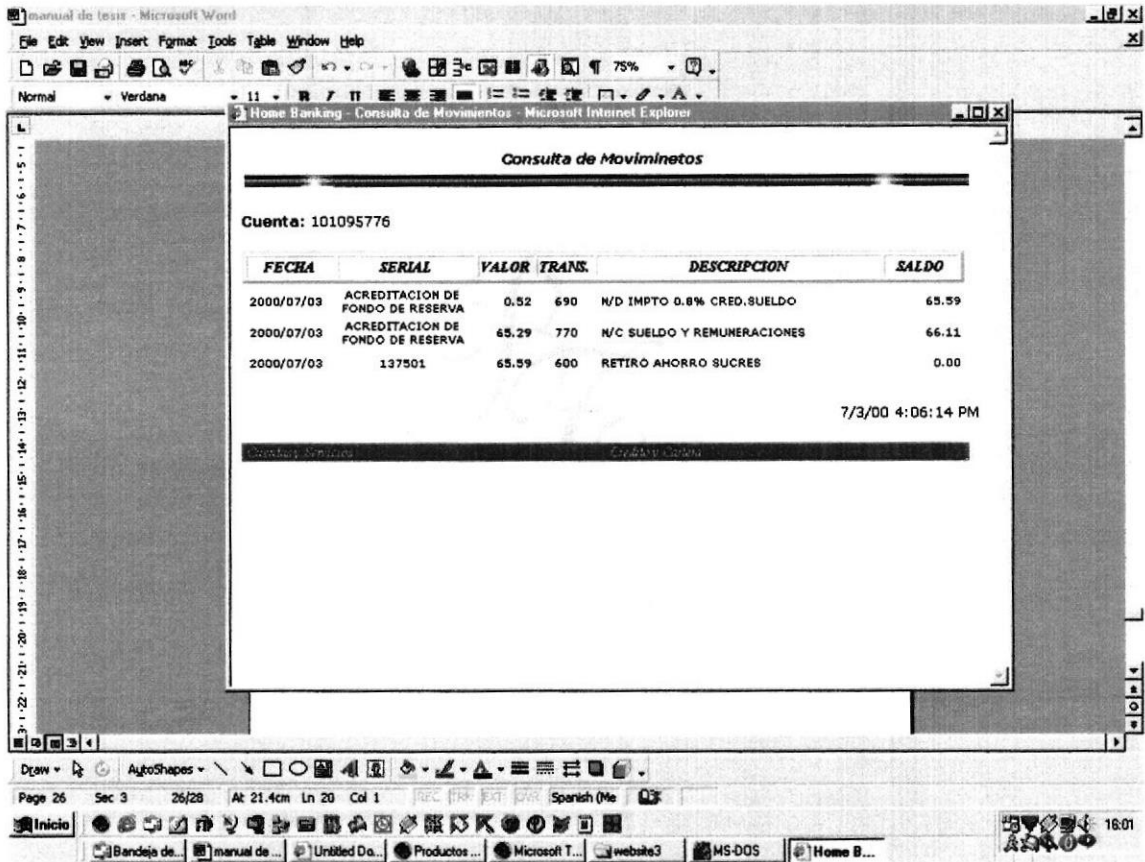 manual de tesis - Microsoft Word
File Edit View Insert Format Tools Table Window Help
75%
Normal Verdana 11
Home Banking - Consulta de Movimientos - Microsoft Internet Explorer
Consulta de Moviminetos
Cuenta: 101095776
FECHA SERIAL VALOR TRANS. DESCRIPCION SALDO
2000/07/03 ACREDITACION DE FONDO DE RESERVA 0.52 690 N/D IMPTO 0.8% CRED.SUELDO 65.59
2000/07/03 ACREDITACION DE FONDO DE RESERVA 65.29 770 N/C SUELDO Y REMUNERACIONES 66.11
2000/07/03 137501 65.59 600 RETIRO AHORRO SUCRES 0.00
7/3/00 4:06:14 PM
Cuentas y Servicios Credito y Cartera
Draw AutoShapes
Page 26 Sec 3 26/28 At 21.4cm Ln 20 Col 1 REC TRK EXT OVR Spanish (Me
Inicio 16:01
Bandeja de... manual de ... Untitled Do... Productos ... Microsoft T... website3 MS-DOS Home B...